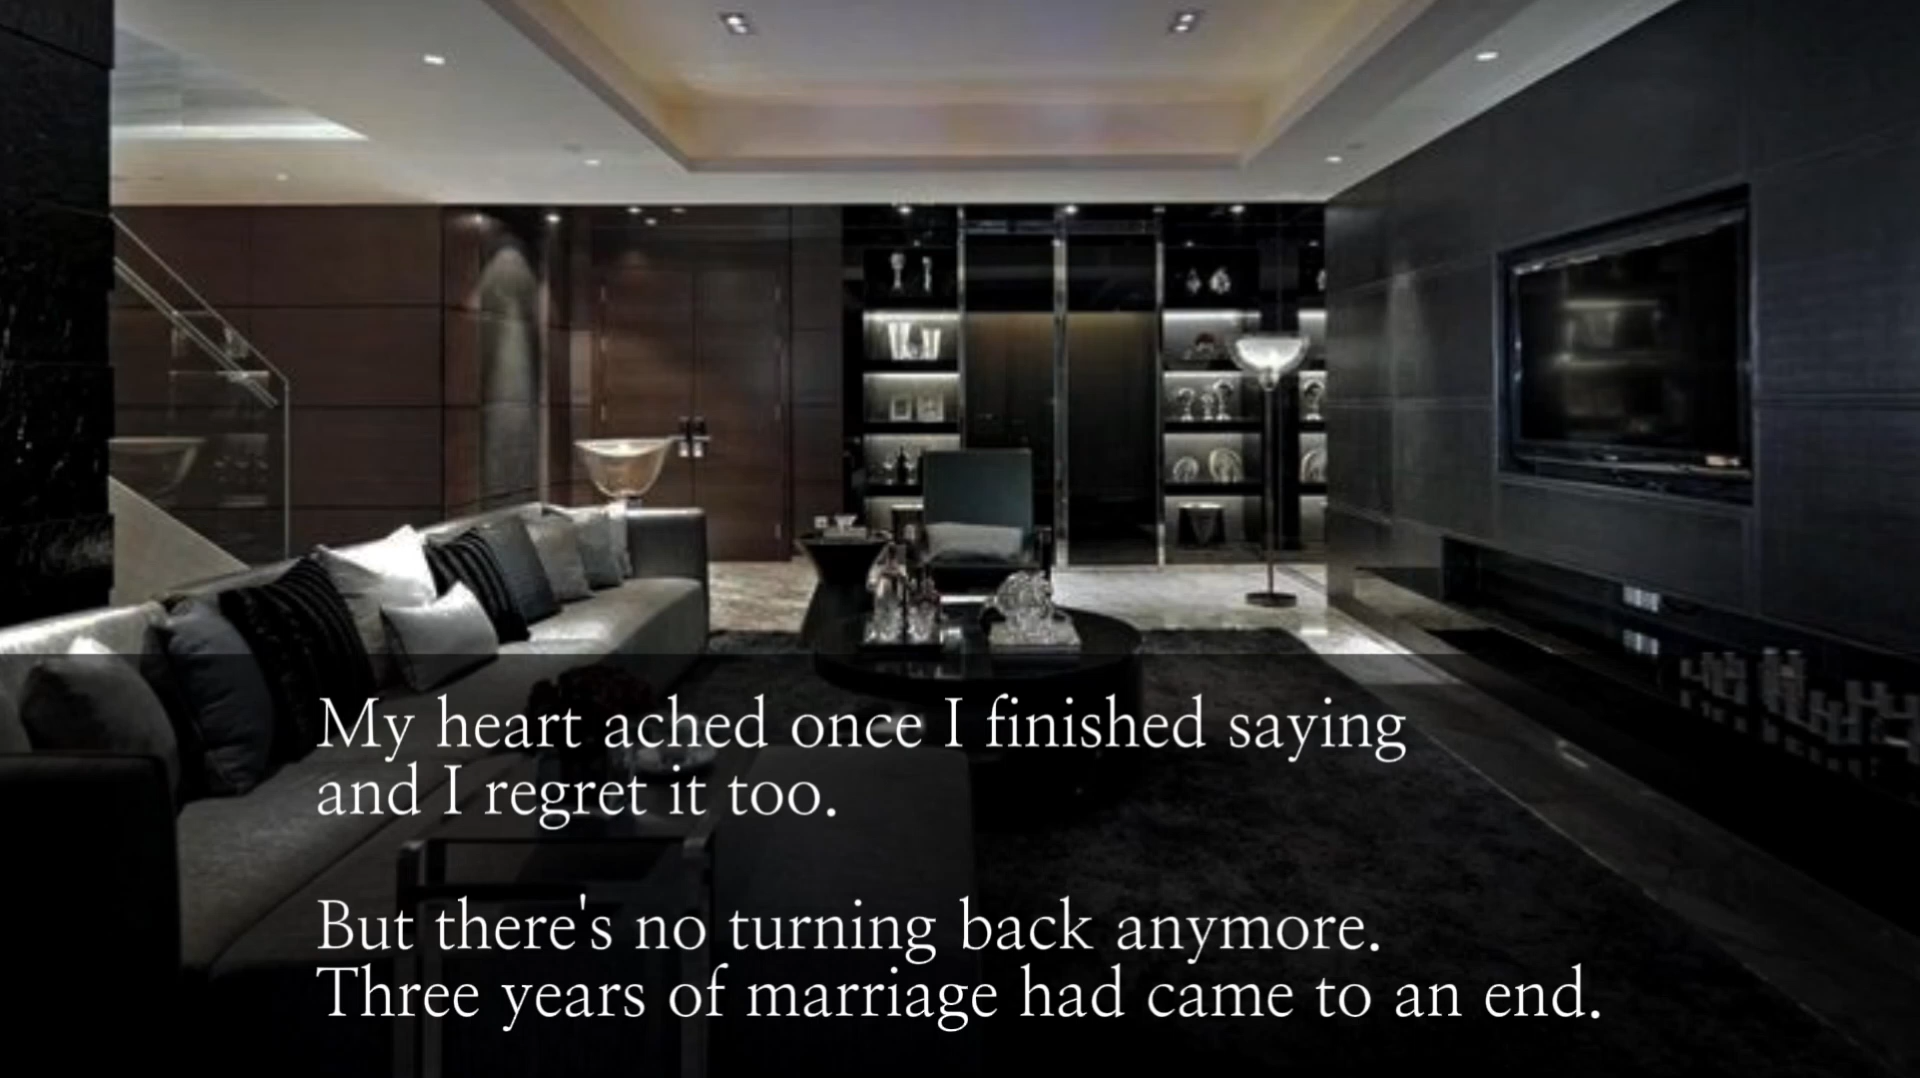 My heart ached once I finished saying
and I regret it too.
But there's no turning back anymore.
Three years of marriage had came to an end.